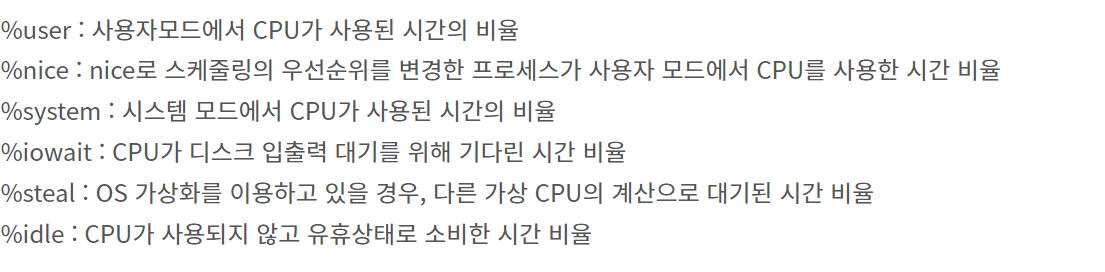 %user : 사용자모드에서 CPU가 사용된 시간의 비율
%nice : nice로 스케줄링의 우선순위를 변경한 프로세스가 사용자 모드에서 CPU를 사용한 시간 비율
%system : 시스템 모드에서 CPU가 사용된 시간의 비율
%iowait : CPU가 디스크 입출력 대기를 위해 기다린 시간 비율
%steal : OS 가상화를 이용하고 있을 경우, 다른 가상 CPU의 계산으로 대기된 시간 비율
%idle : CPU가 사용되지 않고 유휴상태로 소비한 시간 비율